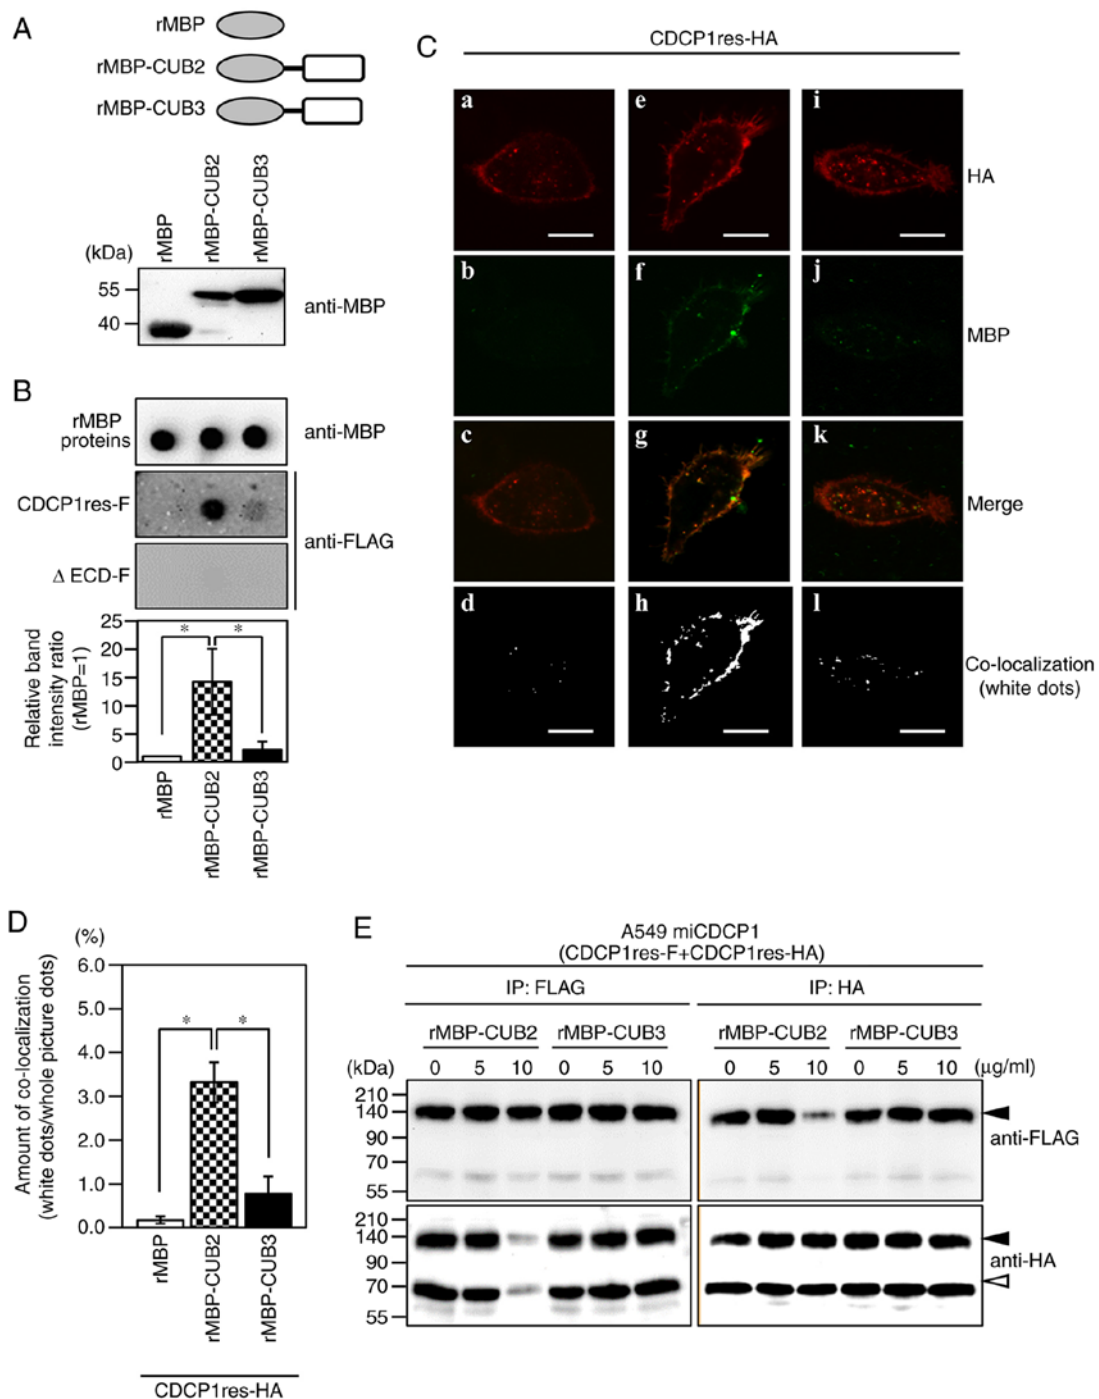 A
rMBP
rMBP-CUB2
rMBP-CUB3
rMBP
rMBP-CUB2
rMBP-CUB3
(kDa)
55
40
anti-MBP
B
rMBP
proteins
anti-MBP
CDCP1res-F
Δ ECD-F
anti-FLAG
Relative band
intensity ratio
(rMBP=1)
25
20
15
10
5
0
* *
rMBP
rMBP-CUB2
rMBP-CUB3
C
CDCP1res-HA
a e i
HA
b f j
MBP
c g k
Merge
d h l
Co-localization
(white dots)
D
(%)
Amount of co-localization
(white dots/whole picture dots)
6.0
5.0
4.0
3.0
2.0
1.0
0.0
* *
rMBP
rMBP-CUB2
rMBP-CUB3
CDCP1res-HA
E
A549 miCDCP1
(CDCP1res-F+CDCP1res-HA)
IP: FLAG IP: HA
rMBP-CUB2 rMBP-CUB3 rMBP-CUB2 rMBP-CUB3
(kDa) 0 5 10 0 5 10 0 5 10 0 5 10 (μg/ml)
210
140
90
70
55
anti-FLAG
210
140
90
70
55
anti-HA